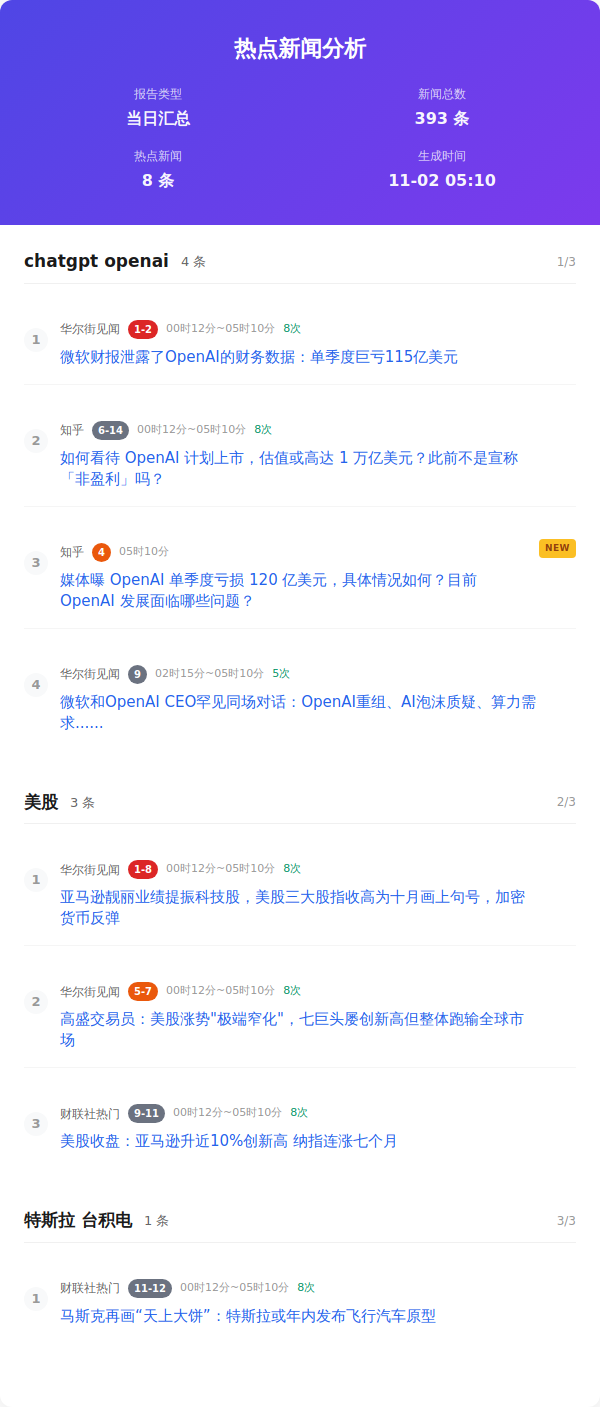 热点新闻分析
报告类型
当日汇总
新闻总数
393 条
热点新闻
8 条
生成时间
11-02 05:10
chatgpt openai 4 条 1/3
1 华尔街见闻 1-2 00时12分~05时10分 8次
微软财报泄露了OpenAI的财务数据：单季度巨亏115亿美元
2 知乎 6-14 00时12分~05时10分 8次
如何看待 OpenAI 计划上市，估值或高达 1 万亿美元？此前不是宣称
「非盈利」吗？
3 知乎 4 05时10分 NEW
媒体曝 OpenAI 单季度亏损 120 亿美元，具体情况如何？目前
OpenAI 发展面临哪些问题？
4 华尔街见闻 9 02时15分~05时10分 5次
微软和OpenAI CEO罕见同场对话：OpenAI重组、AI泡沫质疑、算力需
求……
美股 3 条 2/3
1 华尔街见闻 1-8 00时12分~05时10分 8次
亚马逊靓丽业绩提振科技股，美股三大股指收高为十月画上句号，加密
货币反弹
2 华尔街见闻 5-7 00时12分~05时10分 8次
高盛交易员：美股涨势"极端窄化"，七巨头屡创新高但整体跑输全球市
场
3 财联社热门 9-11 00时12分~05时10分 8次
美股收盘：亚马逊升近10%创新高 纳指连涨七个月
特斯拉 台积电 1 条 3/3
1 财联社热门 11-12 00时12分~05时10分 8次
马斯克再画“天上大饼”：特斯拉或年内发布飞行汽车原型